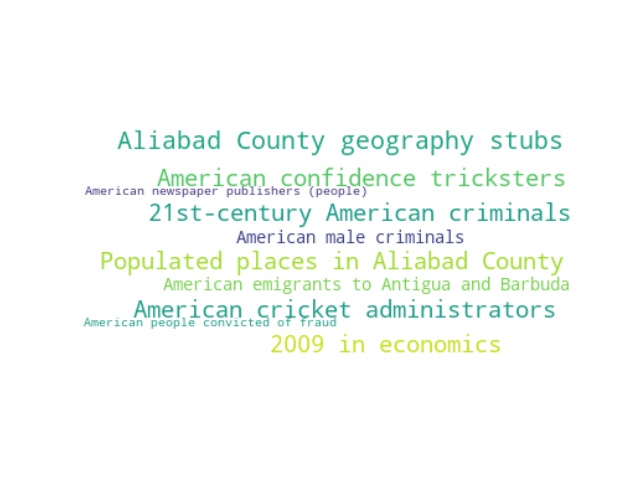 Aliabad County geography stubs
American confidence tricksters
American newspaper publishers (people)
21st-century American criminals
American male criminals
Populated places in Aliabad County
American emigrants to Antigua and Barbuda
American cricket administrators
American people convicted of fraud
2009 in economics